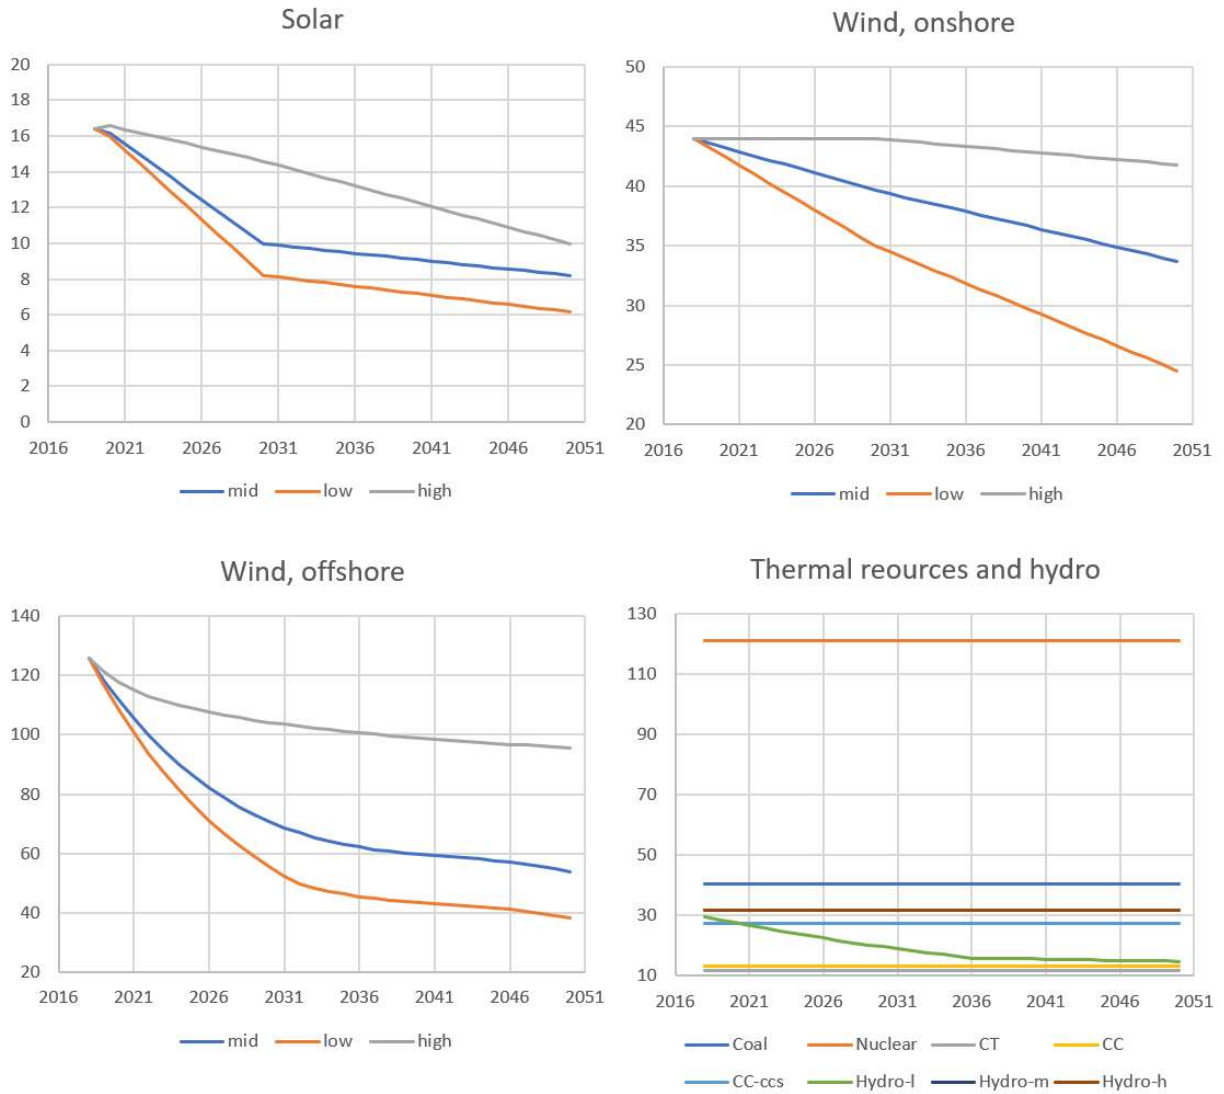 Solar
20
18
16
14
12
10
8
6
4
2
0
2016 2021 2026 2031 2036 2041 2046 2051
mid low high
Wind, onshore
50
45
40
35
30
25
20
2016 2021 2026 2031 2036 2041 2046 2051
mid low high
Wind, offshore
140
120
100
80
60
40
20
2016 2021 2026 2031 2036 2041 2046 2051
mid low high
Thermal reources and hydro
130
110
90
70
50
30
10
2016 2021 2026 2031 2036 2041 2046 2051
Coal Nuclear CT CC
CC-ccs Hydro-l Hydro-m Hydro-h